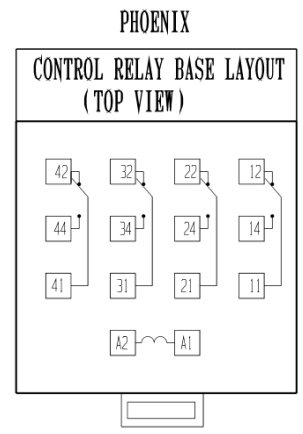 PHOENIX
CONTROL RELAY BASE LAYOUT
(TOP VIEW)
42 32 22 12
44 34 24 14
41 31 21 11
A2 A1